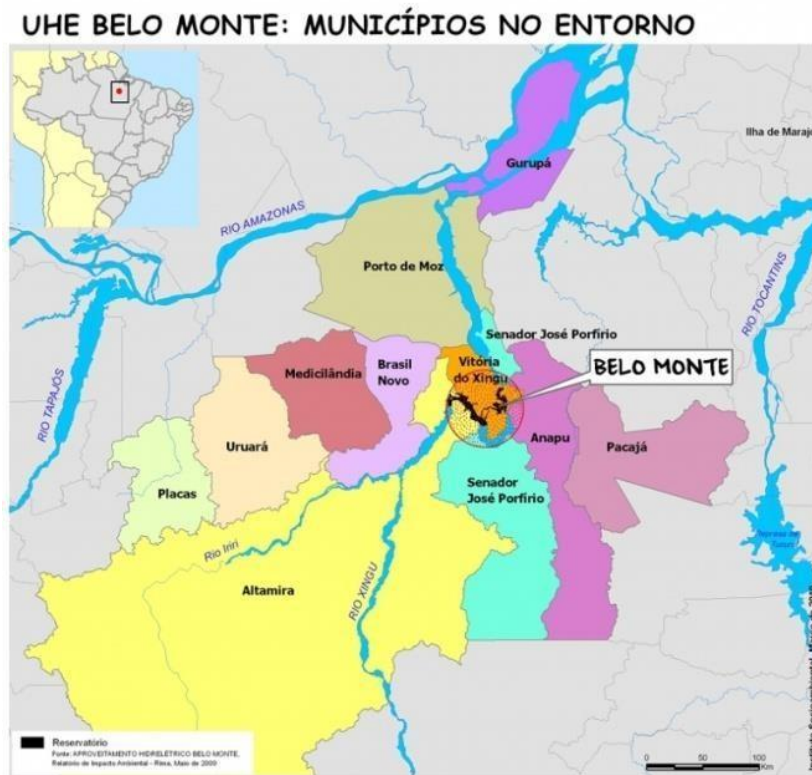 UHE BELO MONTE: MUNICÍPIOS NO ENTORNO
Ilha de Marajó
Gurupá
RIO AMAZONAS
Porto de Moz
RIO TOCANTINS
Senador José Porfírio
RIO TAPAJÓS
Medicilândia
Brasil
Novo
Vitória
do Xingu
BELO MONTE
Uruará
Anapu
Pacajá
Placas
Senador
José Porfírio
Rio Iriri
RIO XINGU
Altamira
Reservatório
Fonte: APROVEITAMENTO HIDRELÉTRICO BELO MONTE,
Relatório de Impacto Ambiental - Rima, Maio de 2009
0 50 100
Km